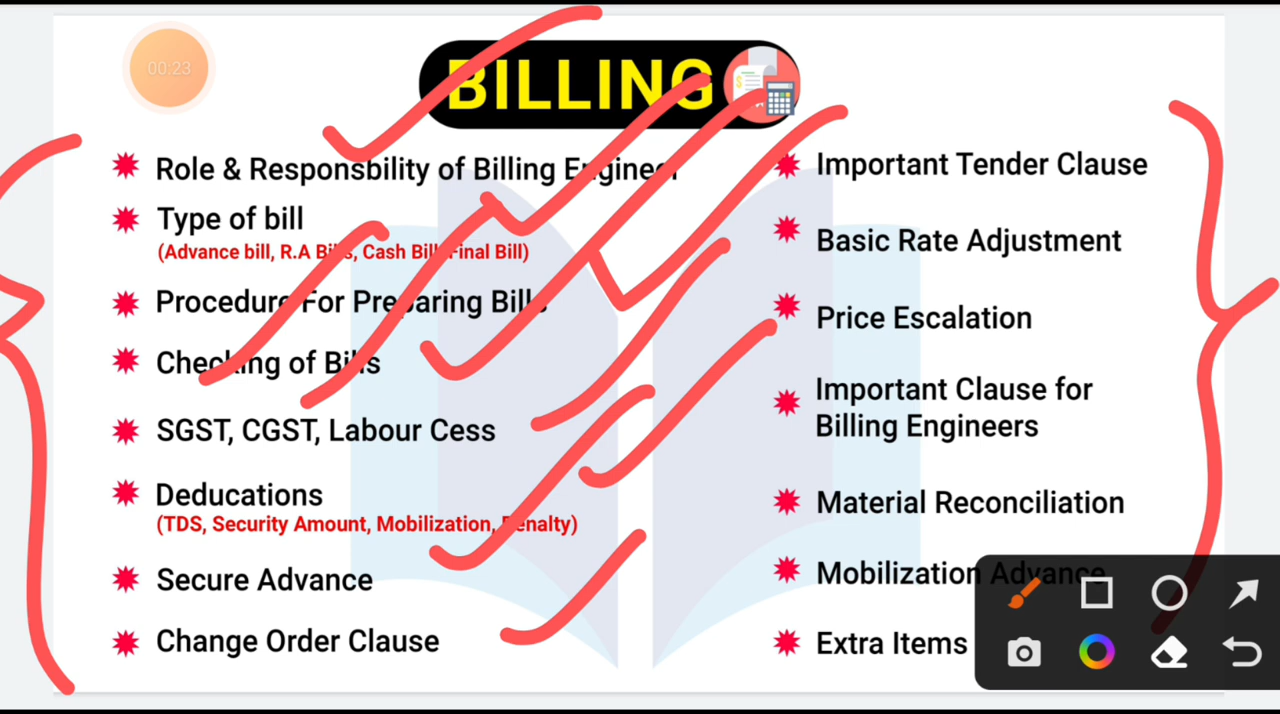 00:23
BILLING
Role & Responsbility of Billing Engineer
Type of bill
(Advance bill, R.A Bills, Cash Bill, Final Bill)
Procedure For Preparing Bills
Checking of Bills
SGST, CGST, Labour Cess
Deducations
(TDS, Security Amount, Mobilization, Penalty)
Secure Advance
Change Order Clause
Important Tender Clause
Basic Rate Adjustment
Price Escalation
Important Clause for
Billing Engineers
Material Reconciliation
Mobilization Advance
Extra Items